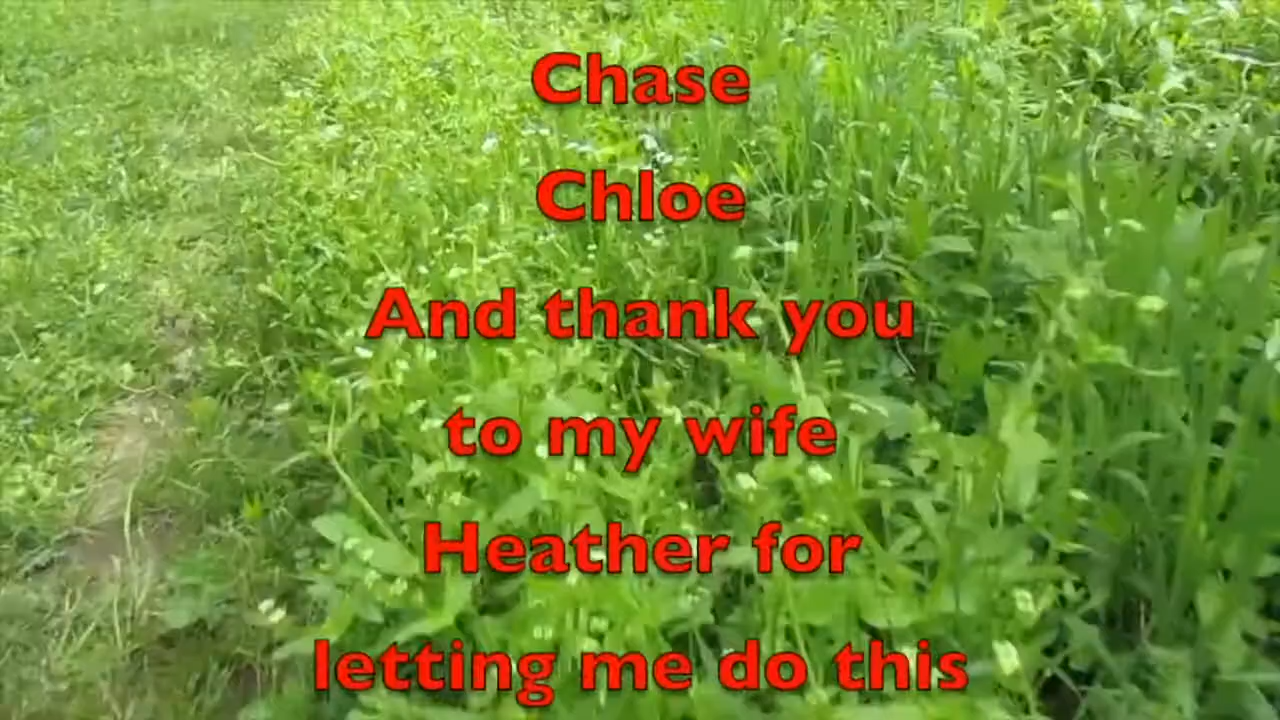 Chase
Chloe
And thank you
to my wife
Heather for
letting me do this